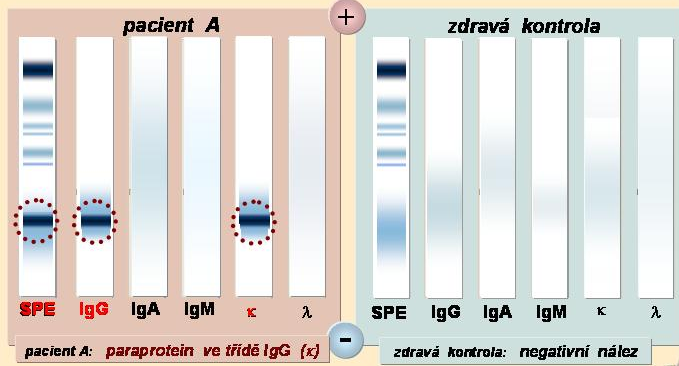 pacient A
+
zdravá kontrola
SPE IgG IgA IgM κ λ
SPE IgG IgA IgM κ λ
-
pacient A: paraprotein ve třídě IgG (κ)
zdravá kontrola: negativní nález